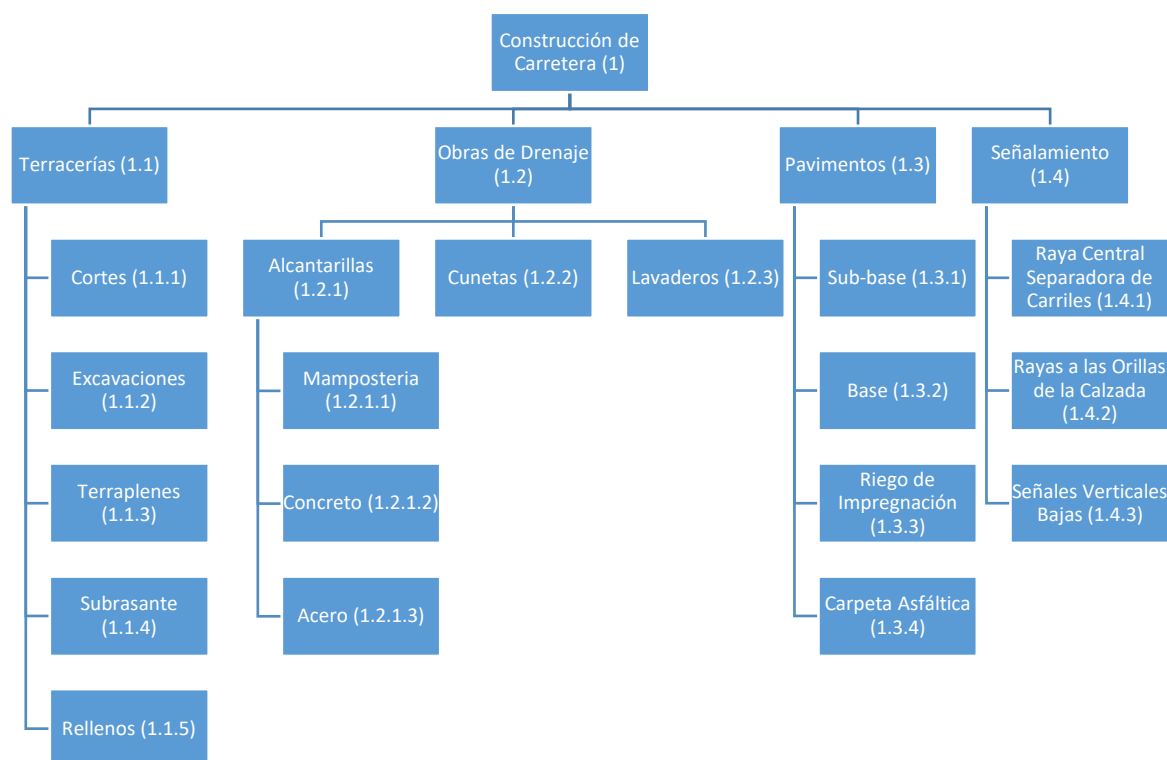 Construcción de
Carretera (1)
Terracerías (1.1)
Obras de Drenaje
(1.2)
Pavimentos (1.3)
Señalamiento
(1.4)
Cortes (1.1.1)
Alcantarillas
(1.2.1)
Cunetas (1.2.2)
Lavaderos (1.2.3)
Sub-base (1.3.1)
Raya Central
Separadora de
Carriles (1.4.1)
Excavaciones
(1.1.2)
Mamposteria
(1.2.1.1)
Base (1.3.2)
Rayas a las Orillas
de la Calzada
(1.4.2)
Terraplenes
(1.1.3)
Concreto (1.2.1.2)
Riego de
Impregnación
(1.3.3)
Señales Verticales
Bajas (1.4.3)
Subrasante
(1.1.4)
Acero (1.2.1.3)
Carpeta Asfáltica
(1.3.4)
Rellenos (1.1.5)